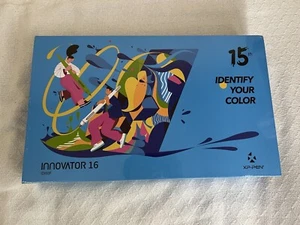 15
IDENTIFY
YOUR
COLOR
innovator 16
XP-PEN